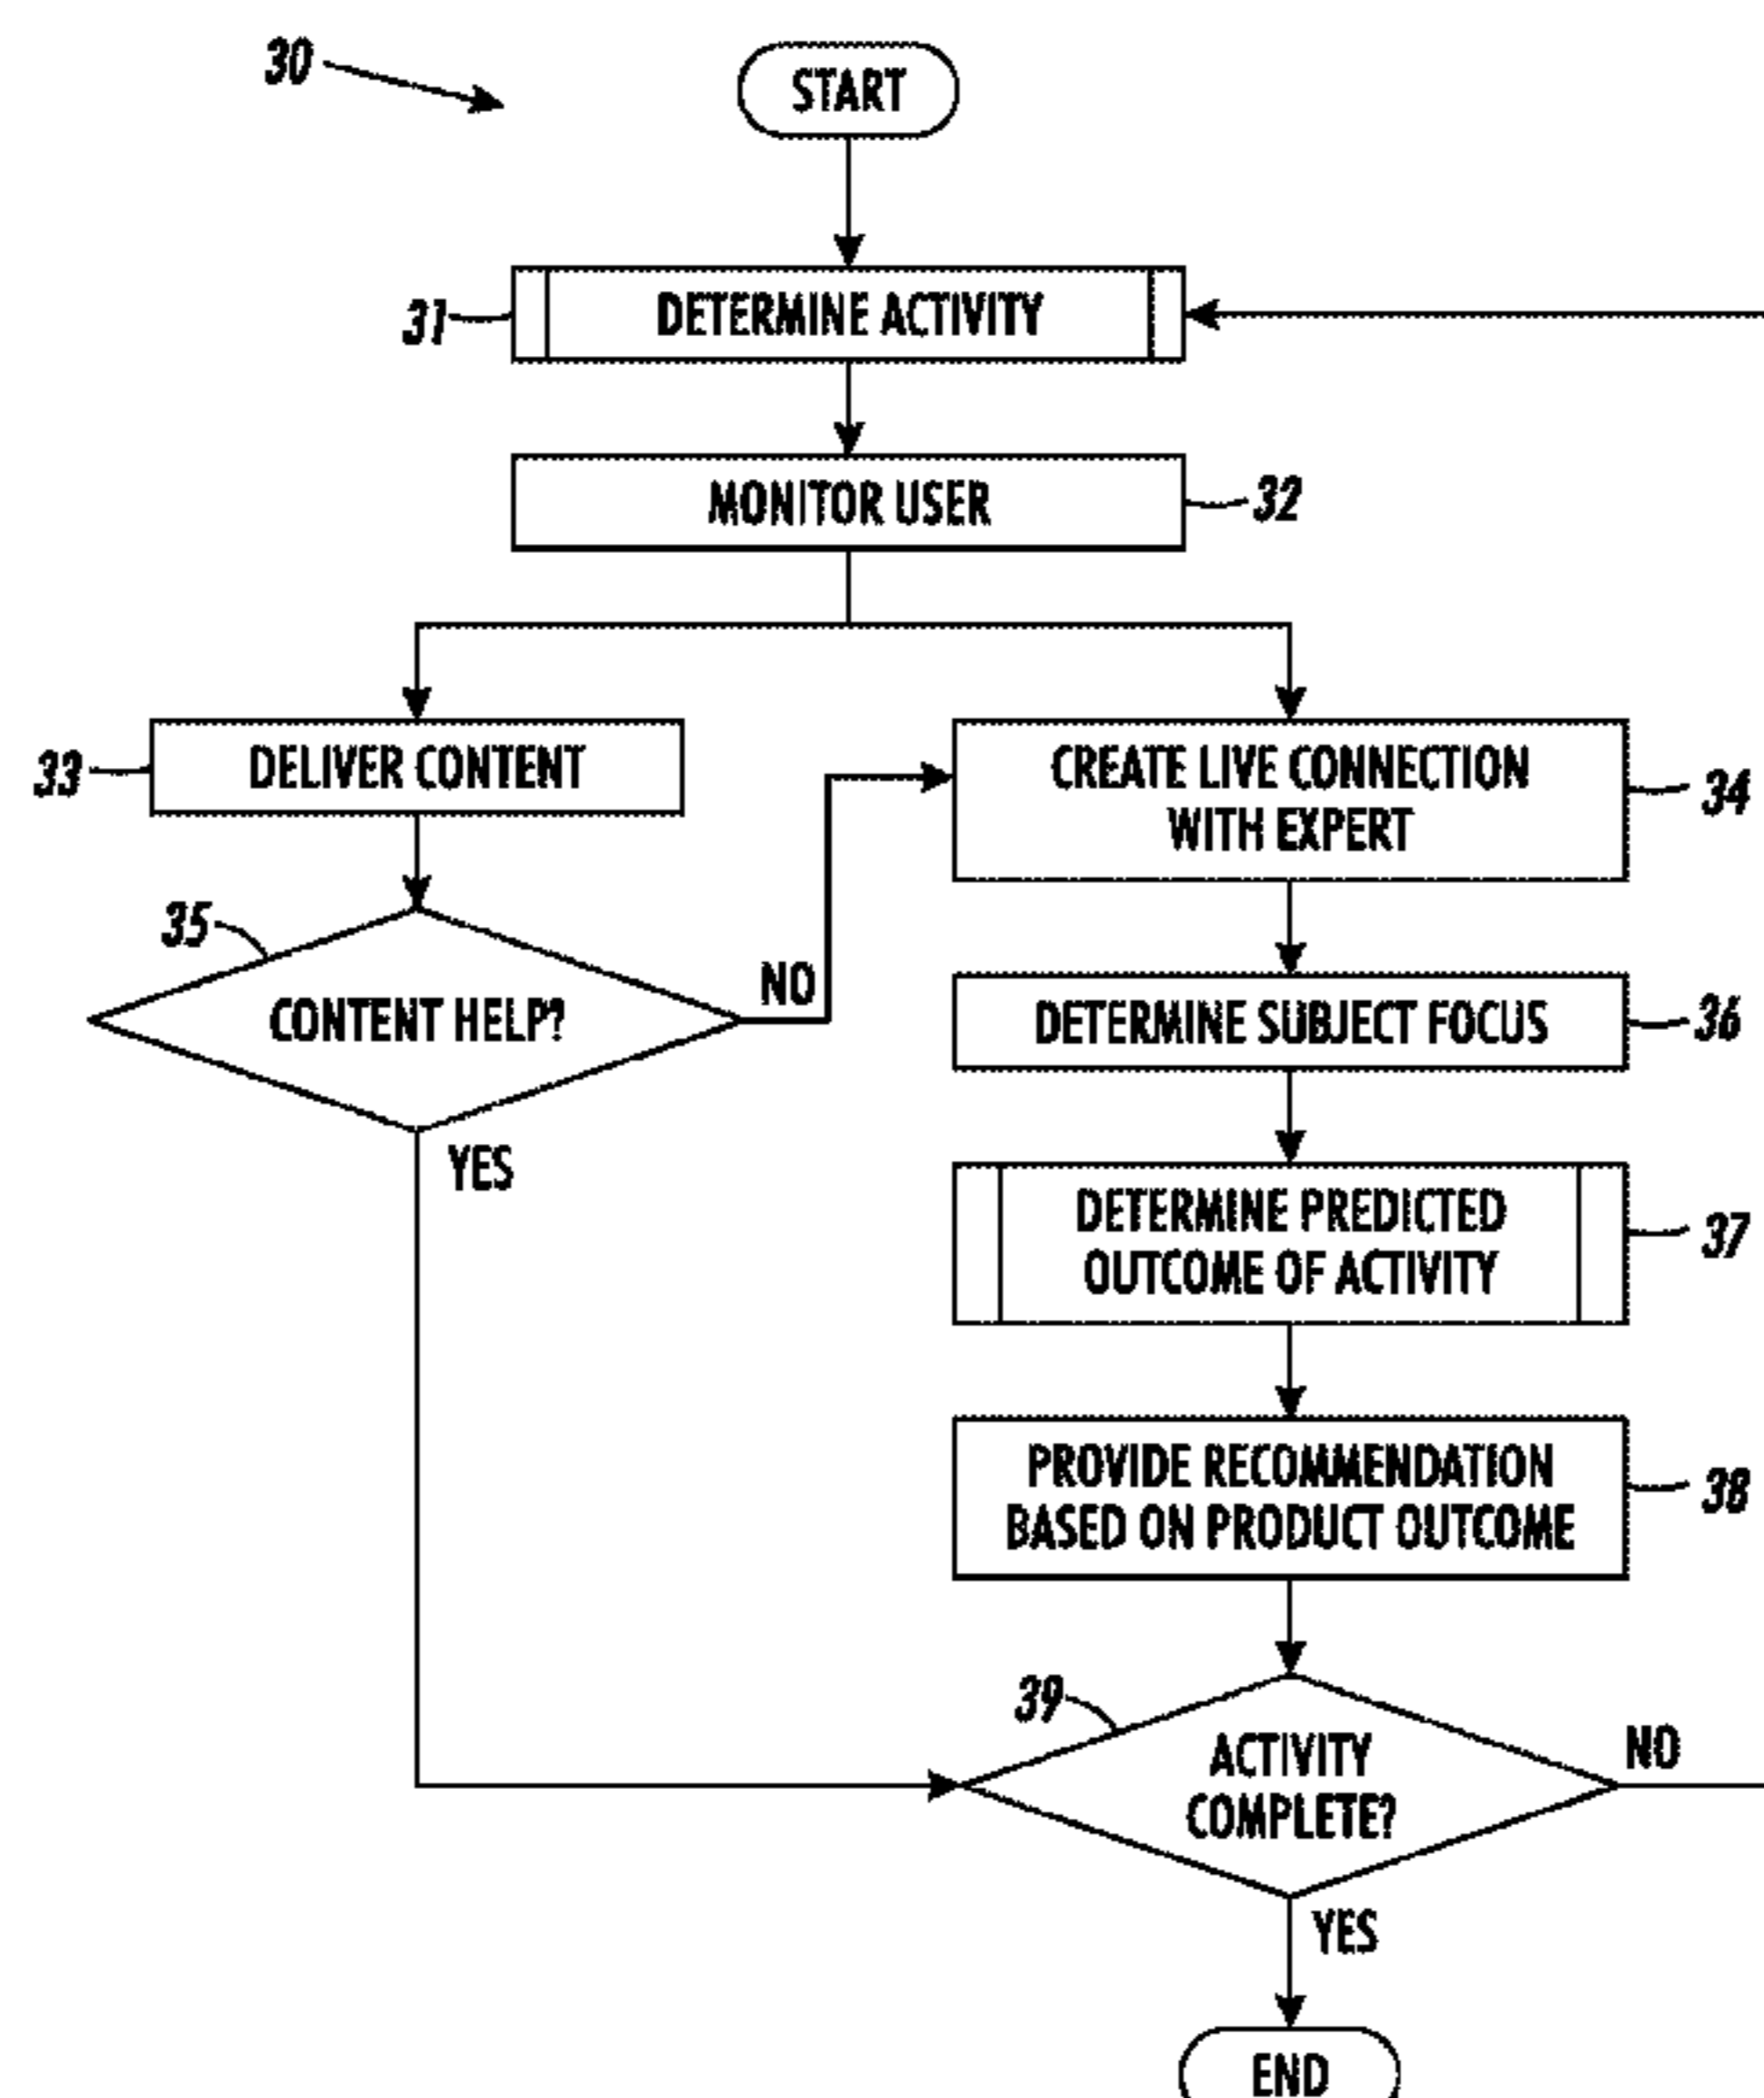 30
START
31
DETERMINE ACTIVITY
MONITOR USER
32
33
DELIVER CONTENT
CREATE LIVE CONNECTION
WITH EXPERT
34
35
CONTENT HELP?
NO
YES
DETERMINE SUBJECT FOCUS
36
DETERMINE PREDICTED
OUTCOME OF ACTIVITY
37
PROVIDE RECOMMENDATION
BASED ON PRODUCT OUTCOME
38
39
ACTIVITY
COMPLETE?
NO
YES
END